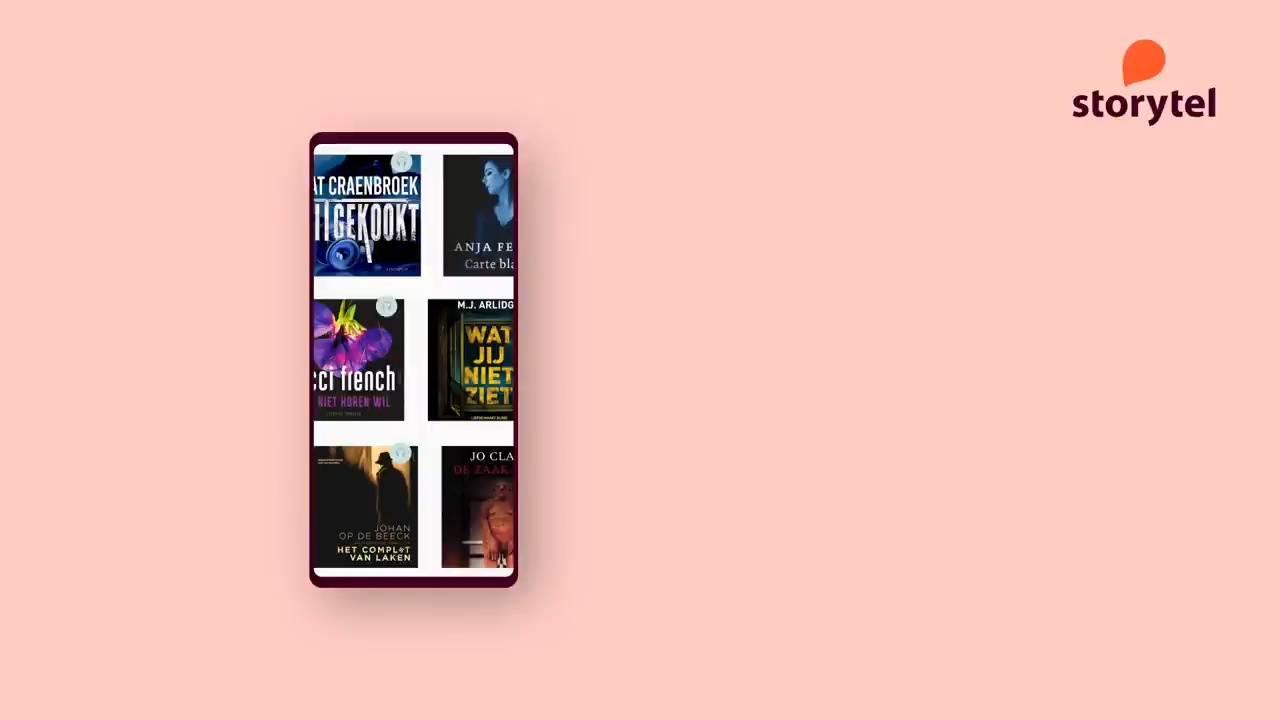 storytel
AT CRAENBROEK
ITGEKOOKT
ANJA FE
Carte bla
cci french
NIET HOREN WIL
M.J. ARLIDG
WAT
JIJ
NIET
ZIET
JOHAN
OP DE BEECK
HET COMPLOT
VAN LAKEN
JO CLA
DE ZAAK